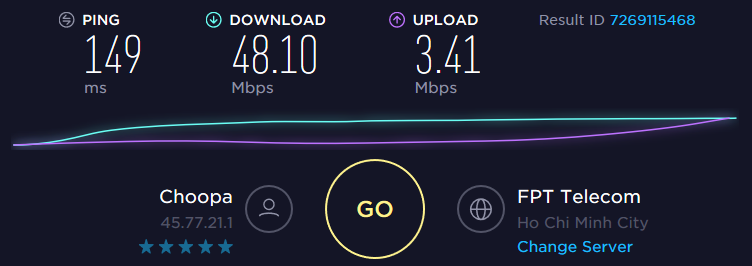 PING DOWNLOAD UPLOAD Result ID 7269115468
149 48.10 3.41
ms Mbps Mbps
Choopa GO FPT Telecom
45.77.21.1 Ho Chi Minh City
Change Server